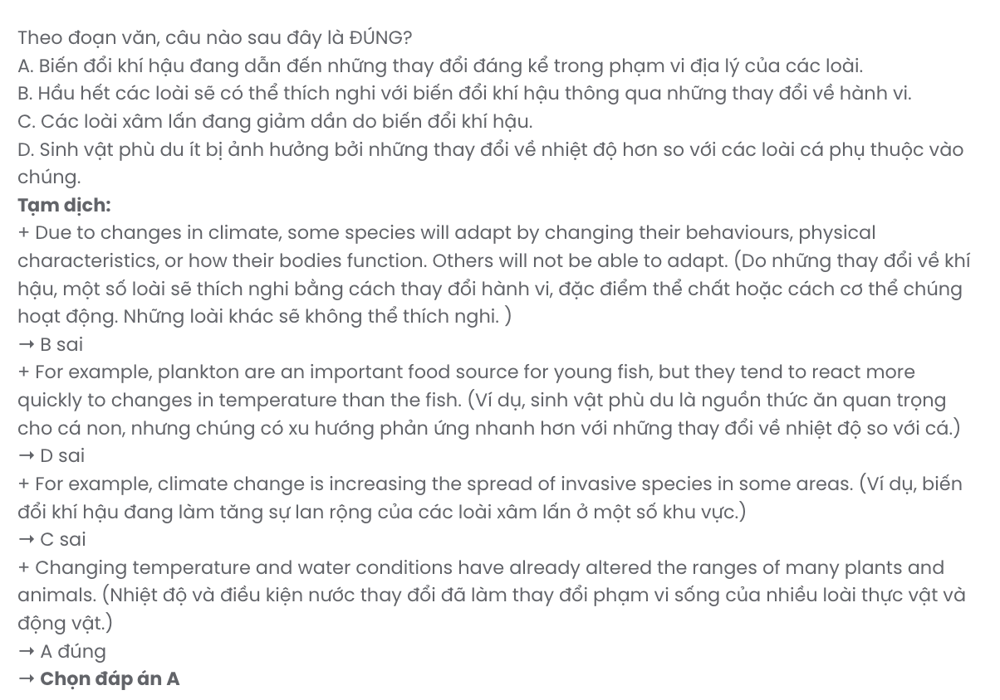 Theo đoạn văn, câu nào sau đây là ĐÚNG?
A. Biến đổi khí hậu đang dẫn đến những thay đổi đáng kể trong phạm vi địa lý của các loài.
B. Hầu hết các loài sẽ có thể thích nghi với biến đổi khí hậu thông qua những thay đổi về hành vi.
C. Các loài xâm lấn đang giảm dần do biến đổi khí hậu.
D. Sinh vật phù du ít bị ảnh hưởng bởi những thay đổi về nhiệt độ hơn so với các loài cá phụ thuộc vào
chúng.
Tạm dịch:
+ Due to changes in climate, some species will adapt by changing their behaviours, physical
characteristics, or how their bodies function. Others will not be able to adapt. (Do những thay đổi về khí
hậu, một số loài sẽ thích nghi bằng cách thay đổi hành vi, đặc điểm thể chất hoặc cách cơ thể chúng
hoạt động. Những loài khác sẽ không thể thích nghi. )
→ B sai
+ For example, plankton are an important food source for young fish, but they tend to react more
quickly to changes in temperature than the fish. (Ví dụ, sinh vật phù du là nguồn thức ăn quan trọng
cho cá non, nhưng chúng có xu hướng phản ứng nhanh hơn với những thay đổi về nhiệt độ so với cá.)
→ D sai
+ For example, climate change is increasing the spread of invasive species in some areas. (Ví dụ, biến
đổi khí hậu đang làm tăng sự lan rộng của các loài xâm lấn ở một số khu vực.)
→ C sai
+ Changing temperature and water conditions have already altered the ranges of many plants and
animals. (Nhiệt độ và điều kiện nước thay đổi đã làm thay đổi phạm vi sống của nhiều loài thực vật và
động vật.)
→ A đúng
→ Chọn đáp án A